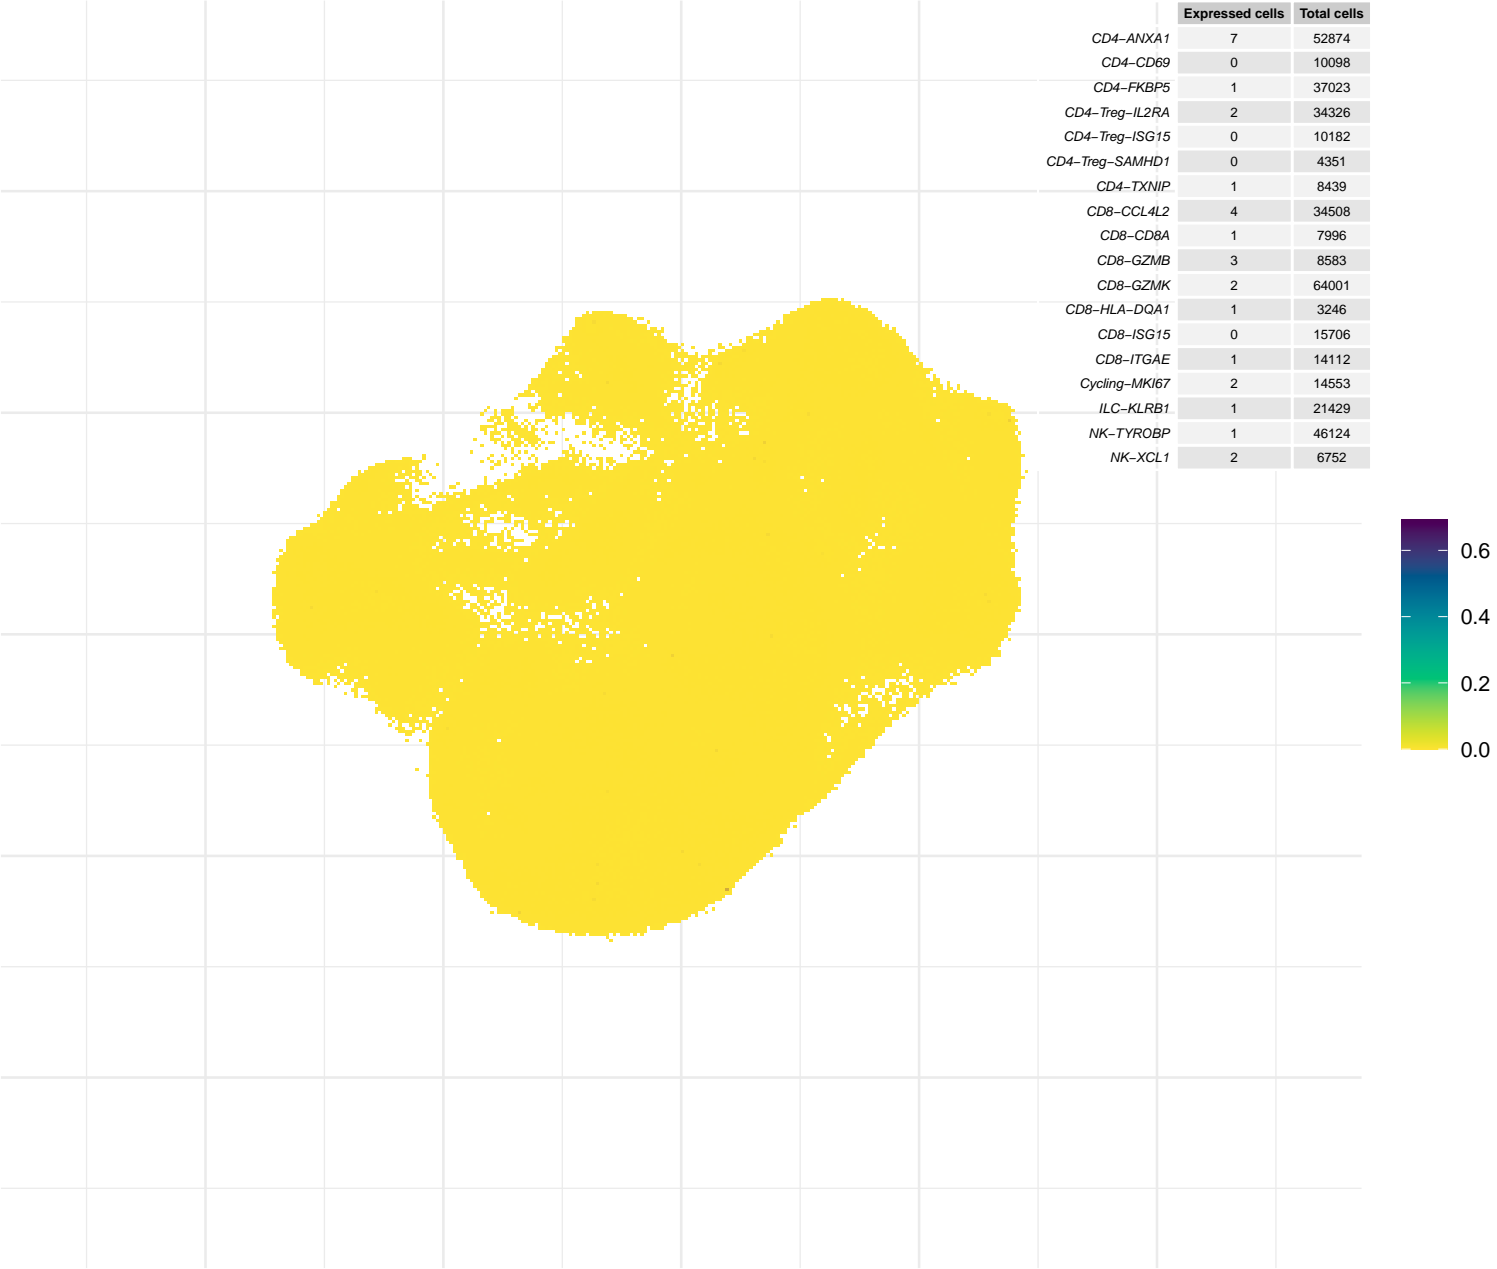 Expressed cells Total cells
CD4−ANXA1 7 52874
CD4−CD69 0 10098
CD4−FKBP5 1 37023
CD4−Treg−IL2RA 2 34326
CD4−Treg−ISG15 0 10182
CD4−Treg−SAMHD1 0 4351
CD4−TXNIP 1 8439
CD8−CCL4L2 4 34508
CD8−CD8A 1 7996
CD8−GZMB 3 8583
CD8−GZMK 2 64001
CD8−HLA−DQA1 1 3246
CD8−ISG15 0 15706
CD8−ITGAE 1 14112
Cycling−MKI67 2 14553
ILC−KLRB1 1 21429
NK−TYROBP 1 46124
NK−XCL1 2 6752
0.6
0.4
0.2
0.0